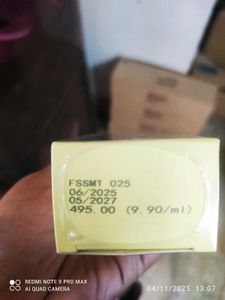 FSSMT 025
06/2025
05/2027
495.00 (9.90/ml)
REDMI NOTE 9 PRO MAX
AI QUAD CAMERA
04/11/2025 13:07